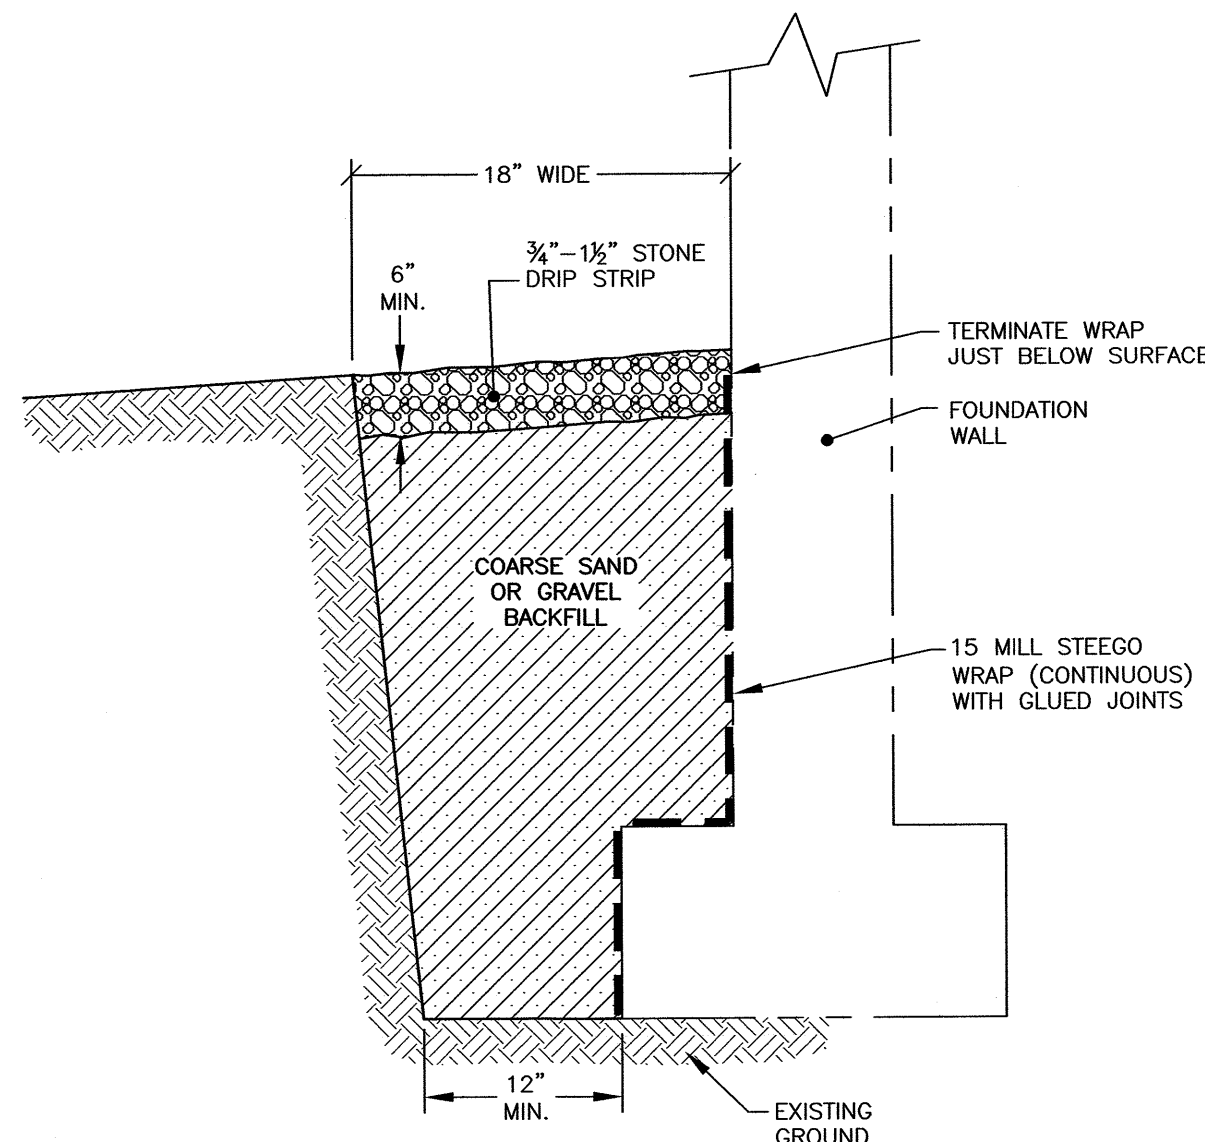 18" WIDE
¾"-1½" STONE
DRIP STRIP
6"
MIN.
TERMINATE WRAP
JUST BELOW SURFACE
FOUNDATION
WALL
COARSE SAND
OR GRAVEL
BACKFILL
15 MILL STEEGO
WRAP (CONTINUOUS)
WITH GLUED JOINTS
12"
MIN.
EXISTING
GROUND